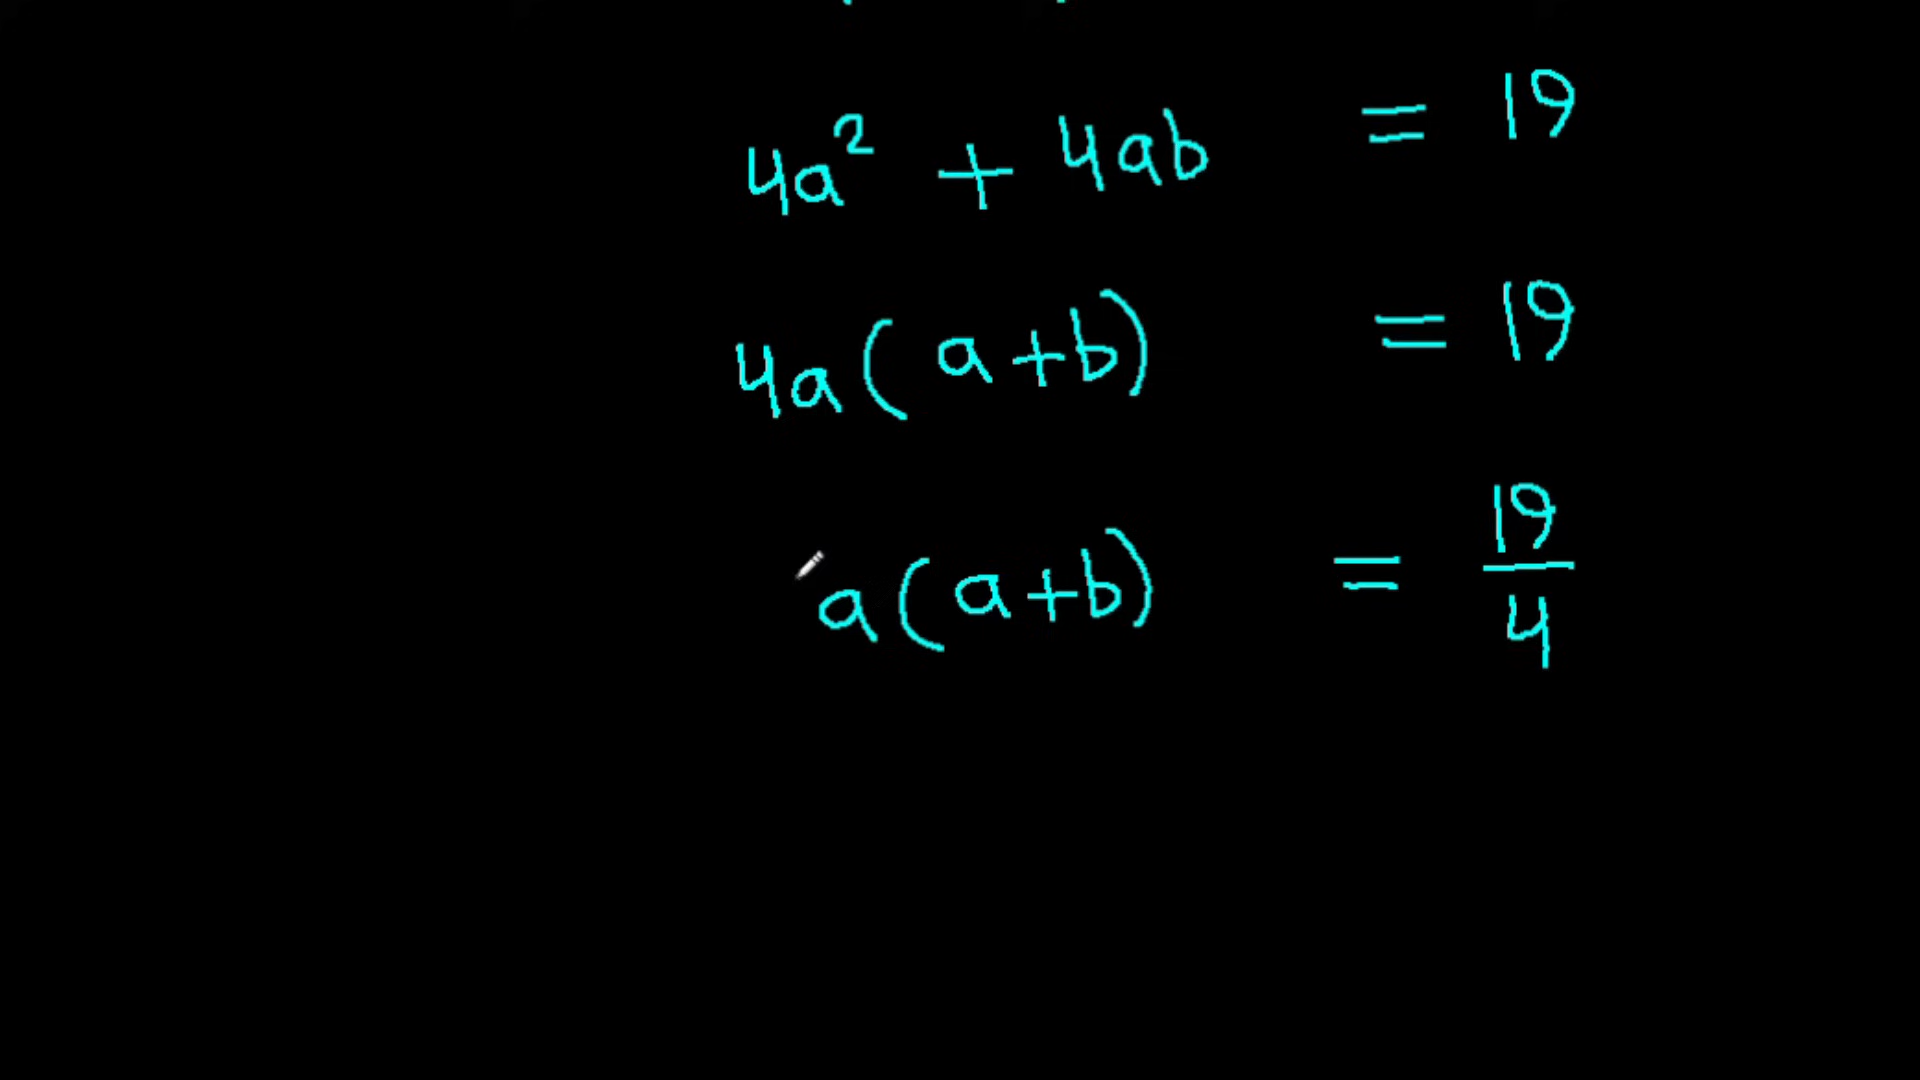 4a² + 4ab = 19
4a(a+b) = 19
a(a+b) = 19/4